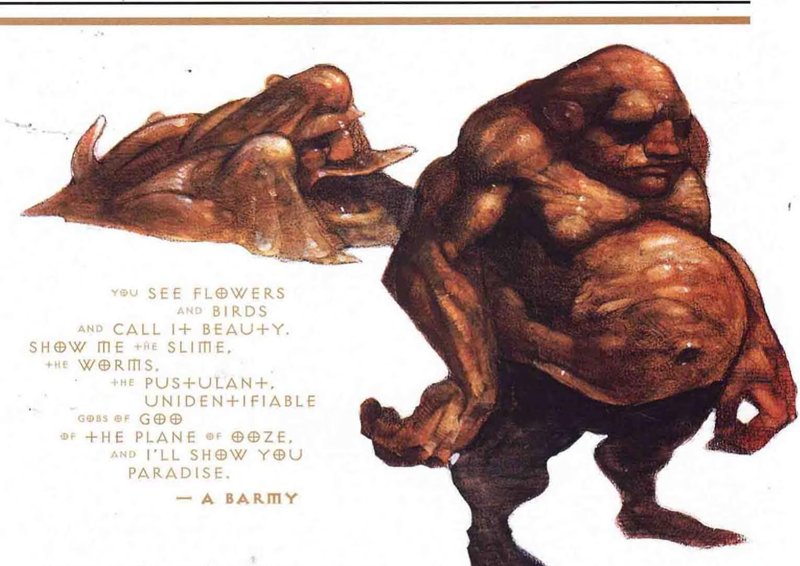 YOU SEE FLOWERS
AND BIRDS
AND CALL IT BEAUTY.
SHOW ME THE SLIME,
THE WORMS,
THE PUSTULANT,
UNIDENTIFIABLE
GOBS OF GOO
OF THE PLANE OF OOZE,
AND I'LL SHOW YOU
PARADISE.
— A BARMY